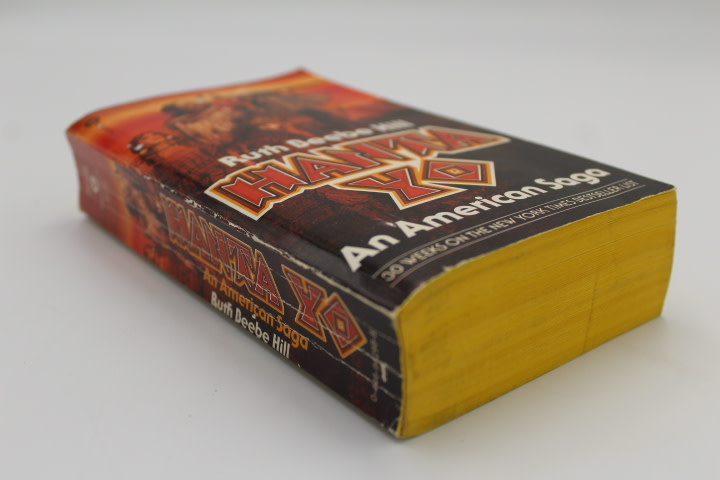 Ruth Beebe Hill
HANTA
YO
An American Saga
30 WEEKS ON THE NEW YORK TIMES BESTSELLER LIST
HANTA YO
An American Saga
Ruth Beebe Hill